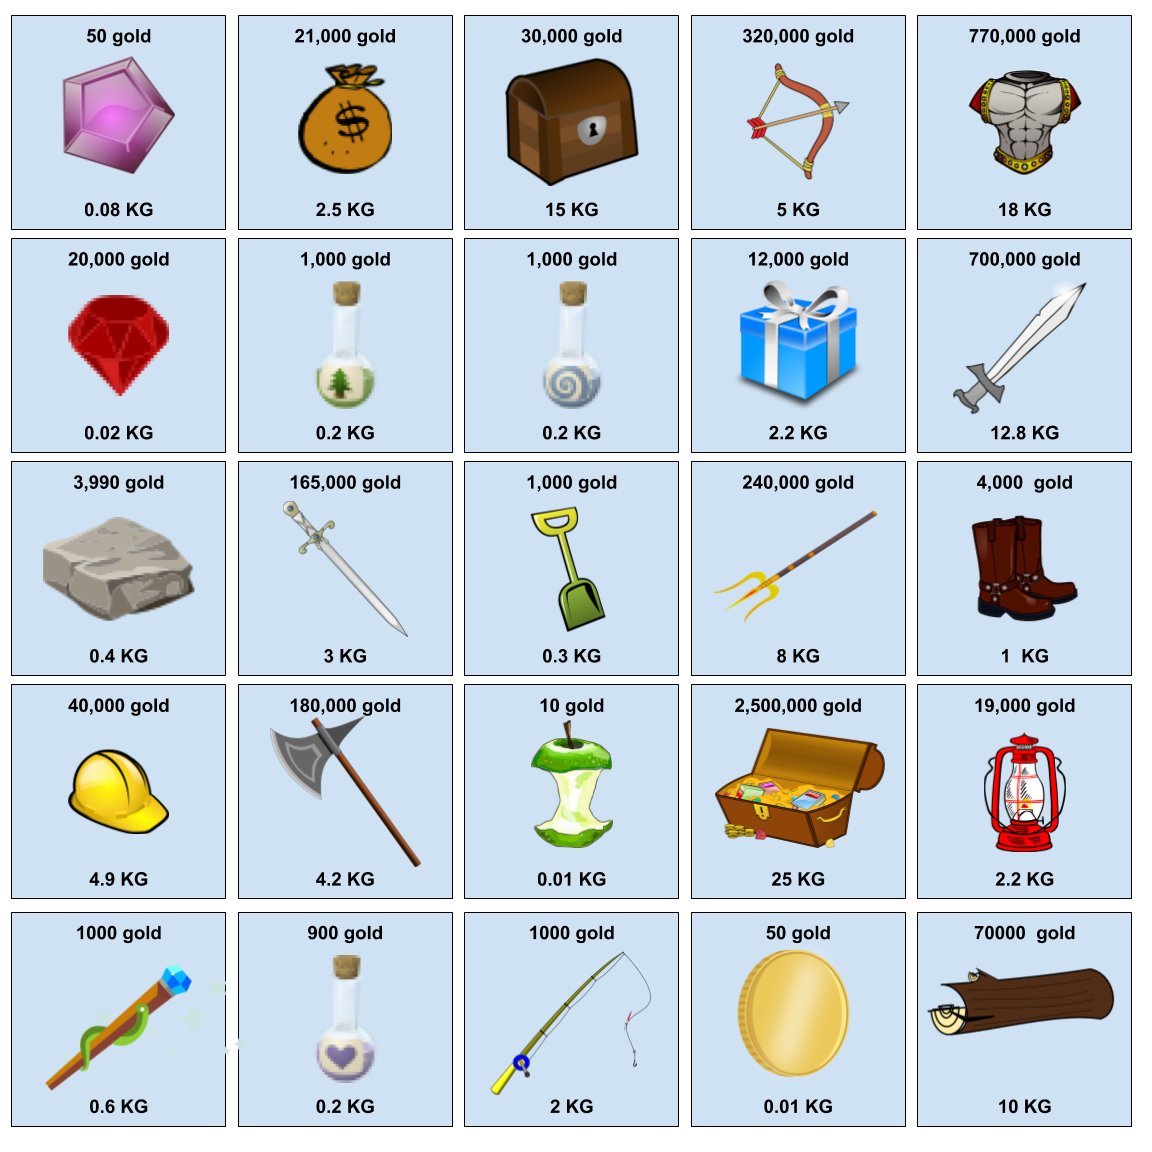 50 gold
21,000 gold
30,000 gold
320,000 gold
770,000 gold
$
0.08 KG
2.5 KG
15 KG
5 KG
18 KG
20,000 gold
1,000 gold
1,000 gold
12,000 gold
700,000 gold
0.02 KG
0.2 KG
0.2 KG
2.2 KG
12.8 KG
3,990 gold
165,000 gold
1,000 gold
240,000 gold
4,000  gold
0.4 KG
3 KG
0.3 KG
8 KG
1  KG
40,000 gold
180,000 gold
10 gold
2,500,000 gold
19,000 gold
4.9 KG
4.2 KG
0.01 KG
25 KG
2.2 KG
1000 gold
900 gold
1000 gold
50 gold
70000  gold
0.6 KG
0.2 KG
2 KG
0.01 KG
10 KG